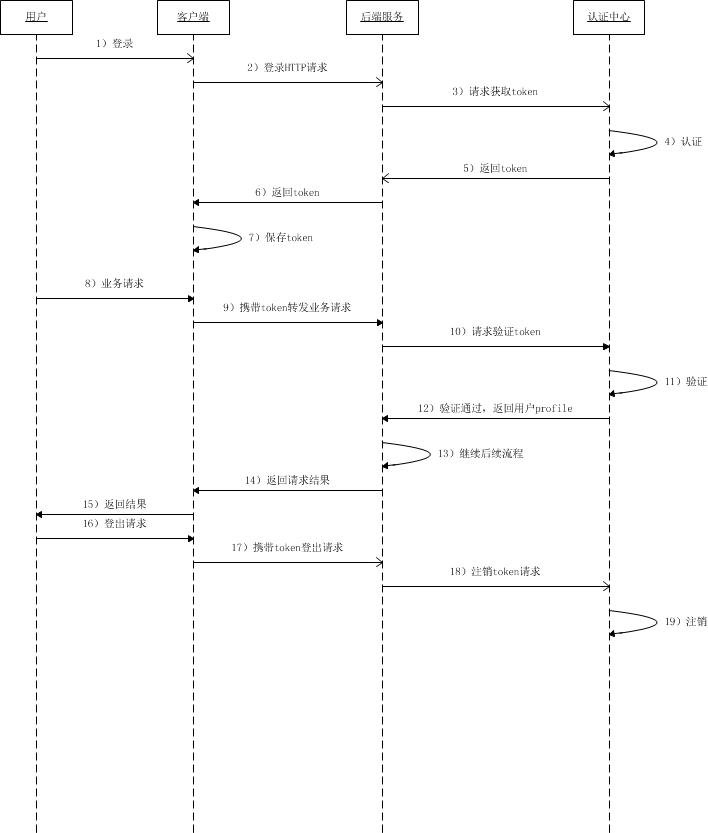 用户
客户端
后端服务
认证中心
1）登录
2）登录HTTP请求
3）请求获取token
4）认证
5）返回token
6）返回token
7）保存token
8）业务请求
9）携带token转发业务请求
10）请求验证token
11）验证
12）验证通过，返回用户profile
13）继续后续流程
14）返回请求结果
15）返回结果
16）登出请求
17）携带token登出请求
18）注销token请求
19）注销